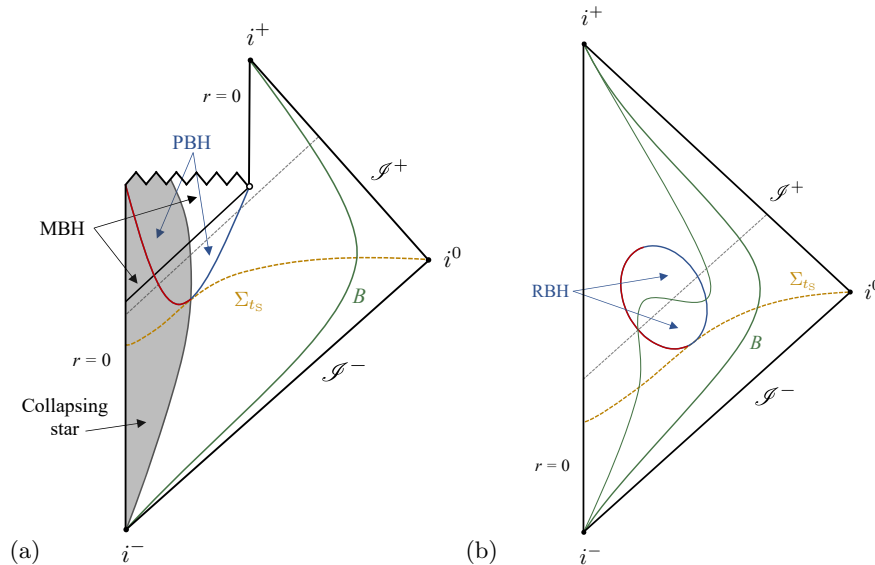 i⁺
r = 0
PBH
𝓘⁺
MBH
i⁰
Σ_{t_S}
B
r = 0
𝓘⁻
Collapsing
star
i⁻
(a)
i⁺
𝓘⁺
RBH
Σ_{t_S}
i⁰
B
𝓘⁻
r = 0
i⁻
(b)